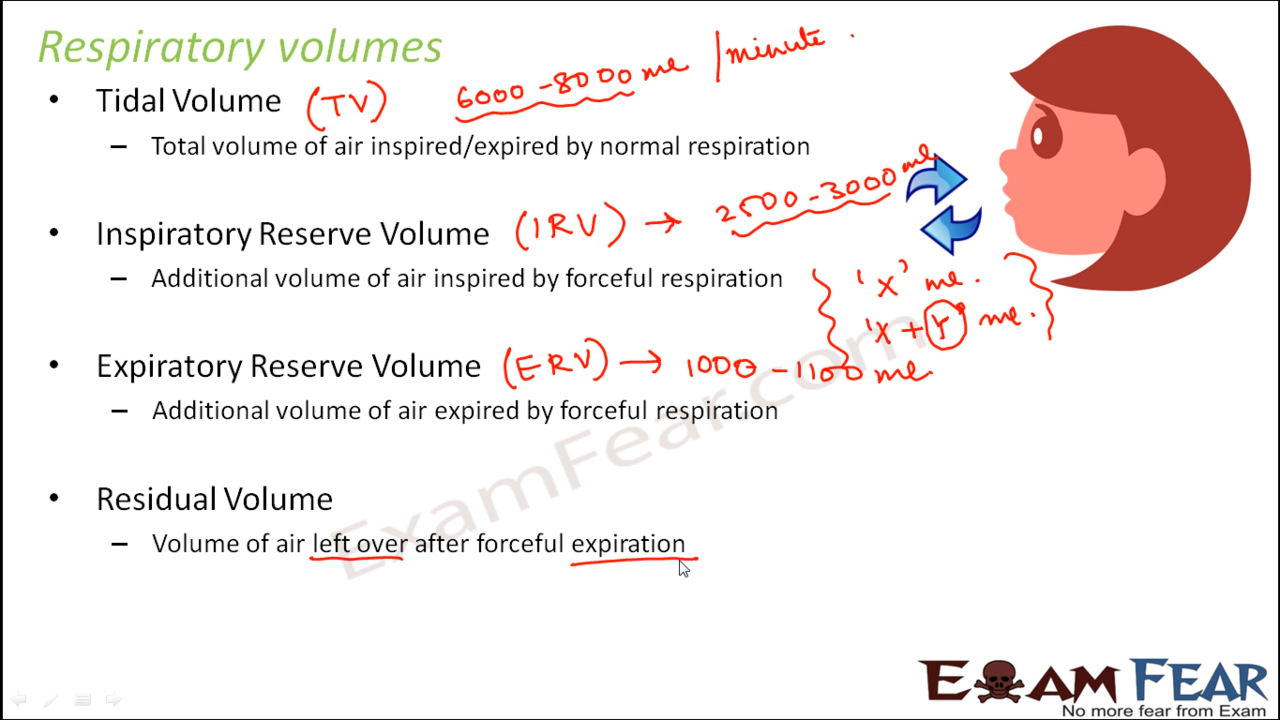 Respiratory volumes
• Tidal Volume (TV) 6000 - 8000 ml / minute.
– Total volume of air inspired/expired by normal respiration
• Inspiratory Reserve Volume (IRV) → 2500 - 3000 ml
– Additional volume of air inspired by forceful respiration
'x' ml.
'x + y' ml.
• Expiratory Reserve Volume (ERV) → 1000 - 1100 ml.
– Additional volume of air expired by forceful respiration
• Residual Volume
– Volume of air left over after forceful expiration
ExamFear.com
EXAM FEAR
No more fear from Exam